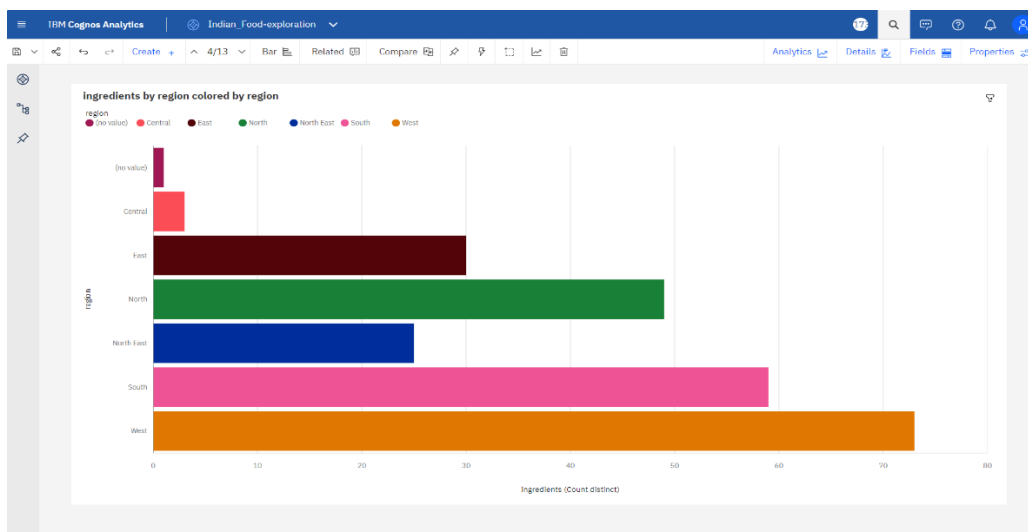 IBM Cognos Analytics Indian_Food-exploration
Create + 4/13 Bar Related Compare Analytics Details Fields Properties
ingredients by region colored by region
region
(no value) Central East North North East South West
(no value)
Central
East
North
region
North East
South
West
0 10 20 30 40 50 60 70 80
Ingredients (Count distinct)